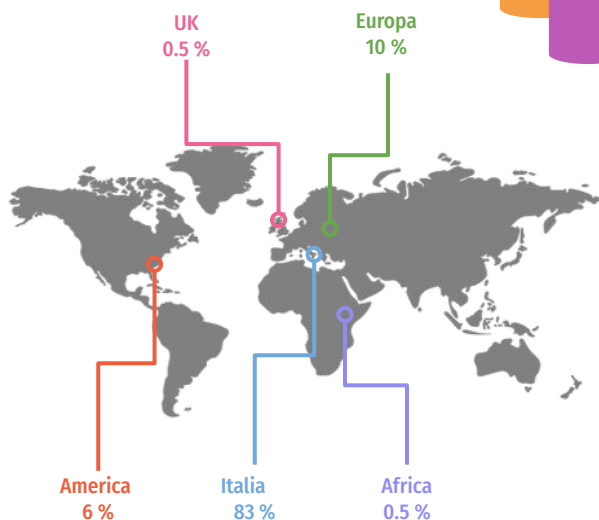 UK
0.5 %
Europa
10 %
America
6 %
Italia
83 %
Africa
0.5 %